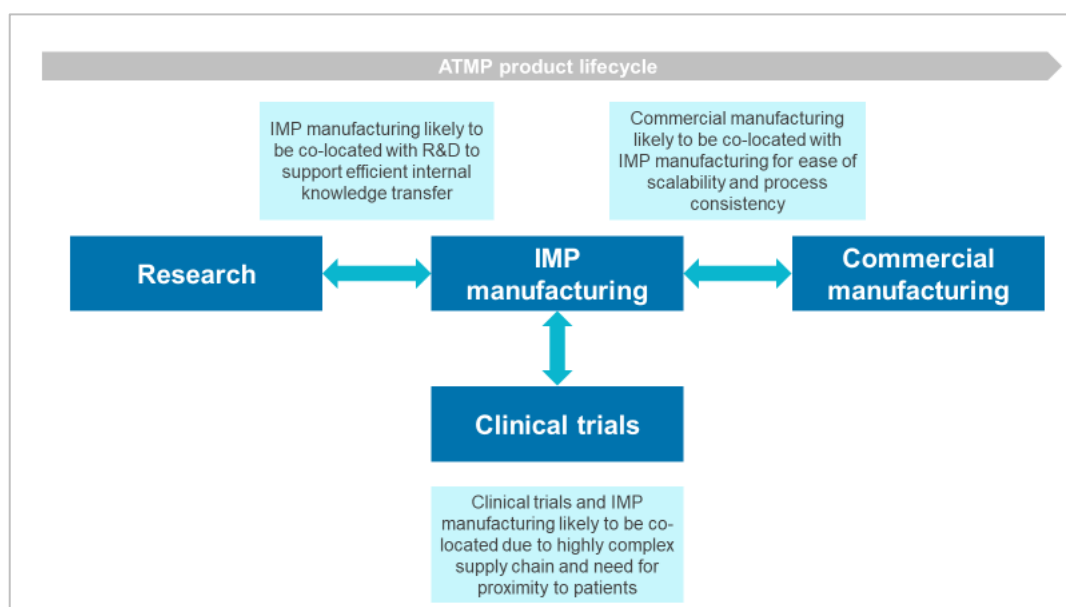 ATMP product lifecycle
IMP manufacturing likely to
be co-located with R&D to
support efficient internal
knowledge transfer
Commercial manufacturing
likely to be co-located with
IMP manufacturing for ease of
scalability and process
consistency
Research
IMP
manufacturing
Commercial
manufacturing
Clinical trials
Clinical trials and IMP
manufacturing likely to be co-
located due to highly complex
supply chain and need for
proximity to patients